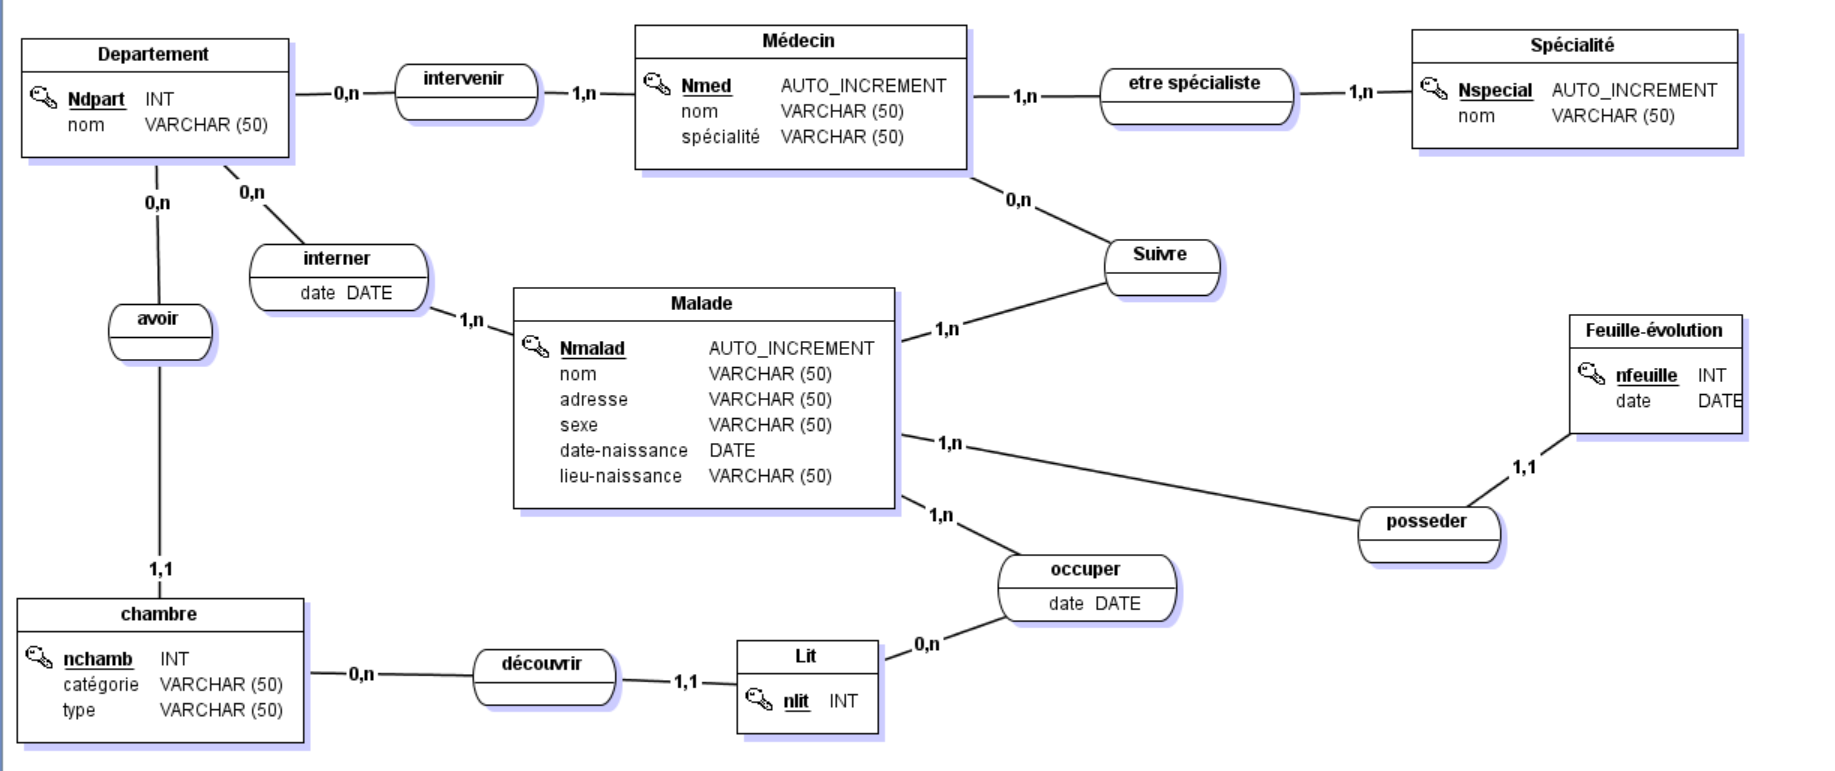 Departement
Ndpart INT
nom VARCHAR (50)
0,n
intervenir
1,n
Médecin
Nmed AUTO_INCREMENT
nom VARCHAR (50)
spécialité VARCHAR (50)
1,n
etre spécialiste
1,n
Spécialité
Nspecial AUTO_INCREMENT
nom VARCHAR (50)
0,n
0,n
0,n
interner
date DATE
1,n
Suivre
1,n
avoir
Malade
Nmalad AUTO_INCREMENT
nom VARCHAR (50)
adresse VARCHAR (50)
sexe VARCHAR (50)
date-naissance DATE
lieu-naissance VARCHAR (50)
Feuille-évolution
nfeuille INT
date DATE
1,n
1,1
posseder
1,n
occuper
date DATE
0,n
1,1
chambre
nchamb INT
catégorie VARCHAR (50)
type VARCHAR (50)
0,n
découvrir
1,1
Lit
nlit INT